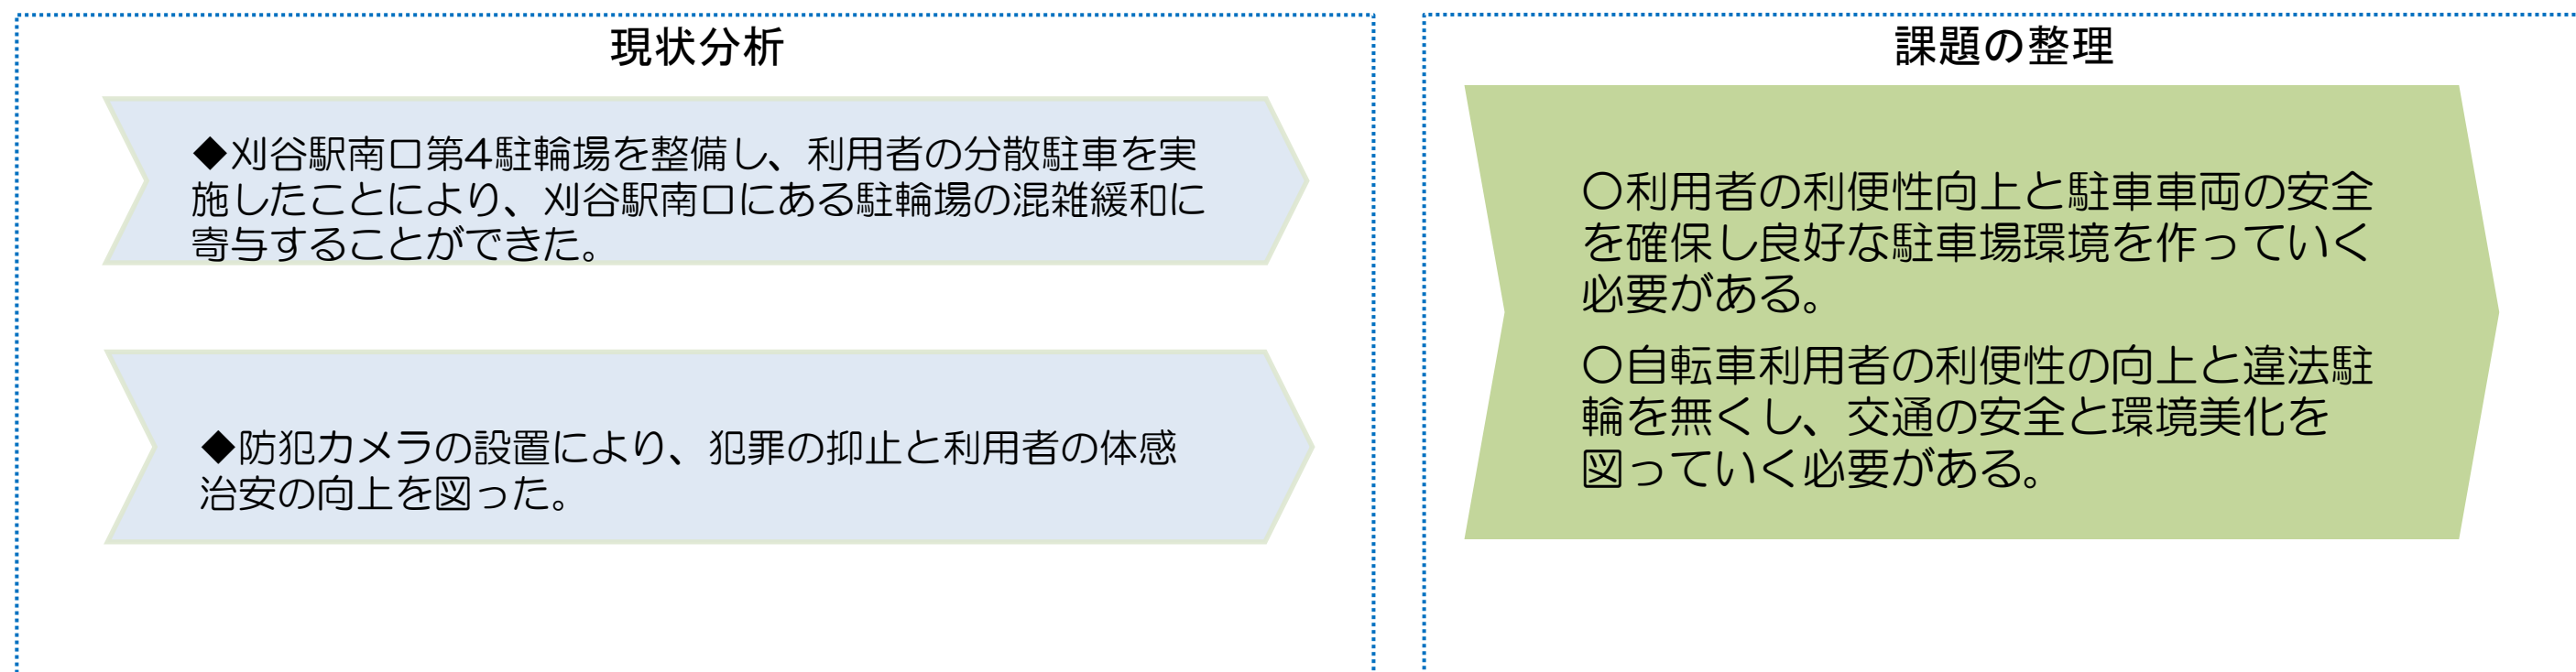 現状分析
◆刈谷駅南口第4駐輪場を整備し、利用者の分散駐車を実
施したことにより、刈谷駅南口にある駐輪場の混雑緩和に
寄与することができた。
◆防犯カメラの設置により、犯罪の抑止と利用者の体感
治安の向上を図った。
課題の整理
〇利用者の利便性向上と駐車車両の安全
を確保し良好な駐車場環境を作っていく
必要がある。
〇自転車利用者の利便性の向上と違法駐
輪を無くし、交通の安全と環境美化を
図っていく必要がある。